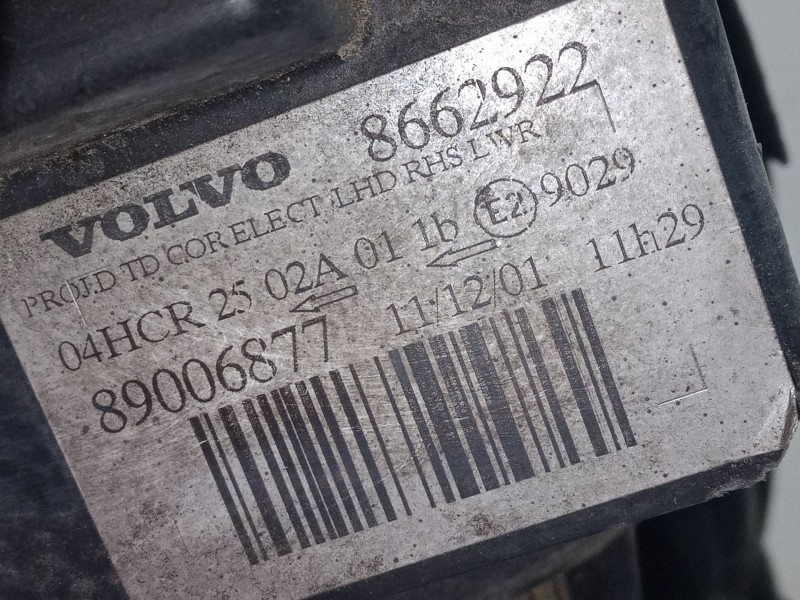 VOLVO 8662922
PROJ.D TD COR ELECT /LHD RHS LWR
04HCR 25 02A 01 1b E2 9029
89006877 11/12/01 11h29